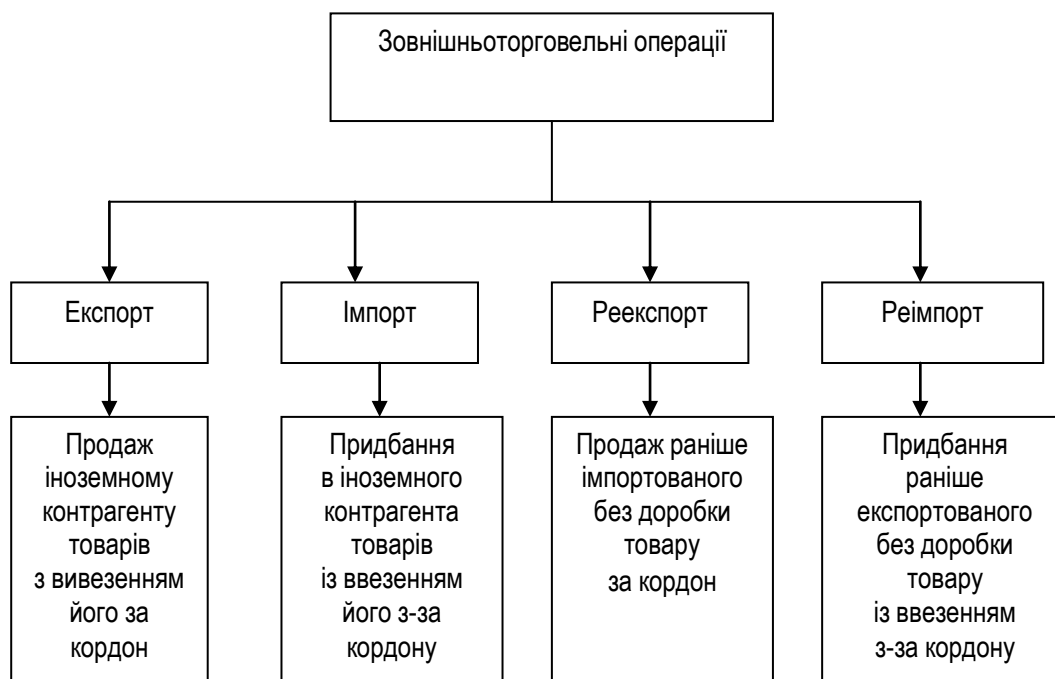 Зовнішньоторговельні операції
Експорт
Імпорт
Реекспорт
Реімпорт
Продаж
іноземному
контрагенту
товарів
з вивезенням
його за
кордон
Придбання
в іноземного
контрагента
товарів
із ввезенням
його з-за
кордону
Продаж раніше
імпортованого
без доробки
товару
за кордон
Придбання
раніше
експортованого
без доробки
товару
із ввезенням
з-за кордону